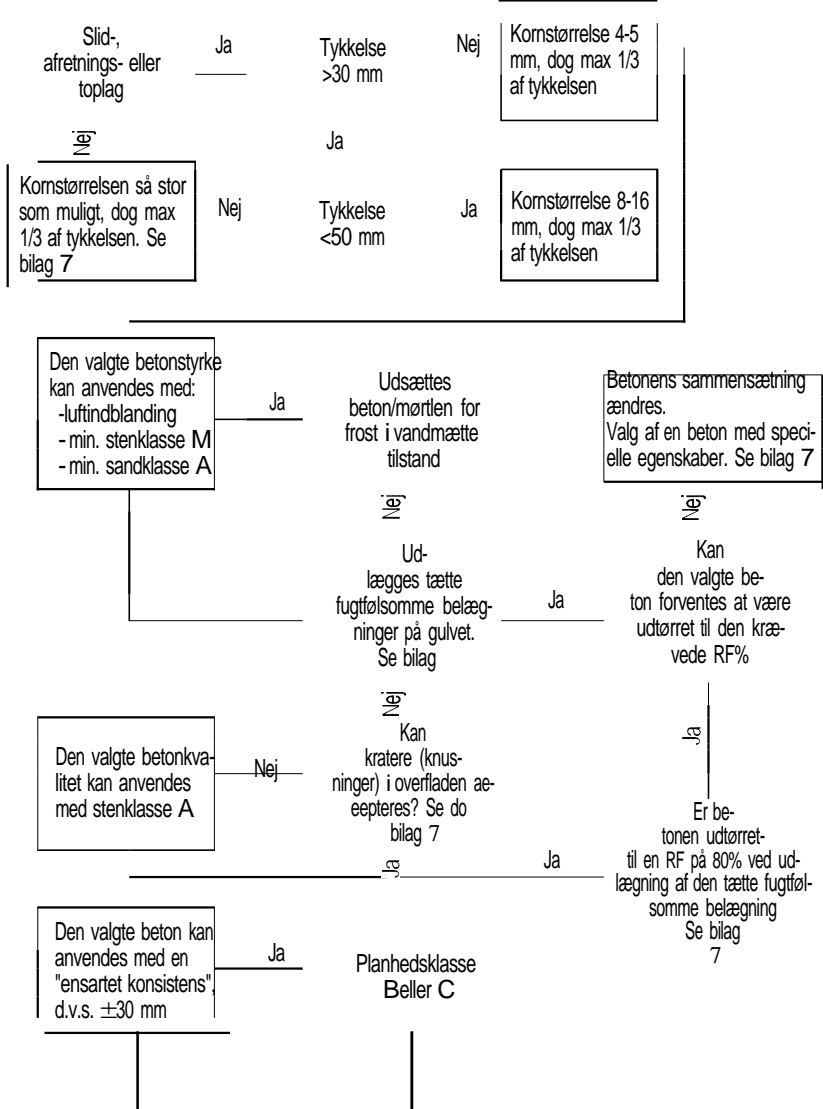 Slid-,
afretnings- eller
toplag
Ja
Tykkelse
>30 mm
Nej
Kornstørrelse 4-5
mm, dog max 1/3
af tykkelsen
Nej
Ja
Kornstørrelsen så stor
som muligt, dog max
1/3 af tykkelsen. Se
bilag 7
Nej
Tykkelse
<50 mm
Ja
Kornstørrelse 8-16
mm, dog max 1/3
af tykkelsen
Den valgte betonstyrke
kan anvendes med:
-luftindblanding
- min. stenklasse M
- min. sandklasse A
Ja
Udsættes
beton/mørtlen for
frost i vandmætte
tilstand
Betonens sammensætning
ændres.
Valg af en beton med speci-
elle egenskaber. Se bilag 7
Nej
Nej
Ud-
lægges tætte
fugtfølsomme belæg-
ninger på gulvet.
Se bilag
Ja
Kan
den valgte be-
ton forventes at være
udtørret til den kræ-
vede RF%
Nej
Ja
Den valgte betonkva-
litet kan anvendes
med stenklasse A
Nej
Kan
kratere (knus-
ninger) i overfladen ae-
eepteres? Se do
bilag 7
Ja
Ja
Er be-
tonen udtørret-
til en RF på 80% ved ud-
lægning af den tætte fugtføl-
somme belægning
Se bilag
7
Den valgte beton kan
anvendes med en
"ensartet konsistens",
d.v.s. ±30 mm
Ja
Planhedsklasse
Beller C